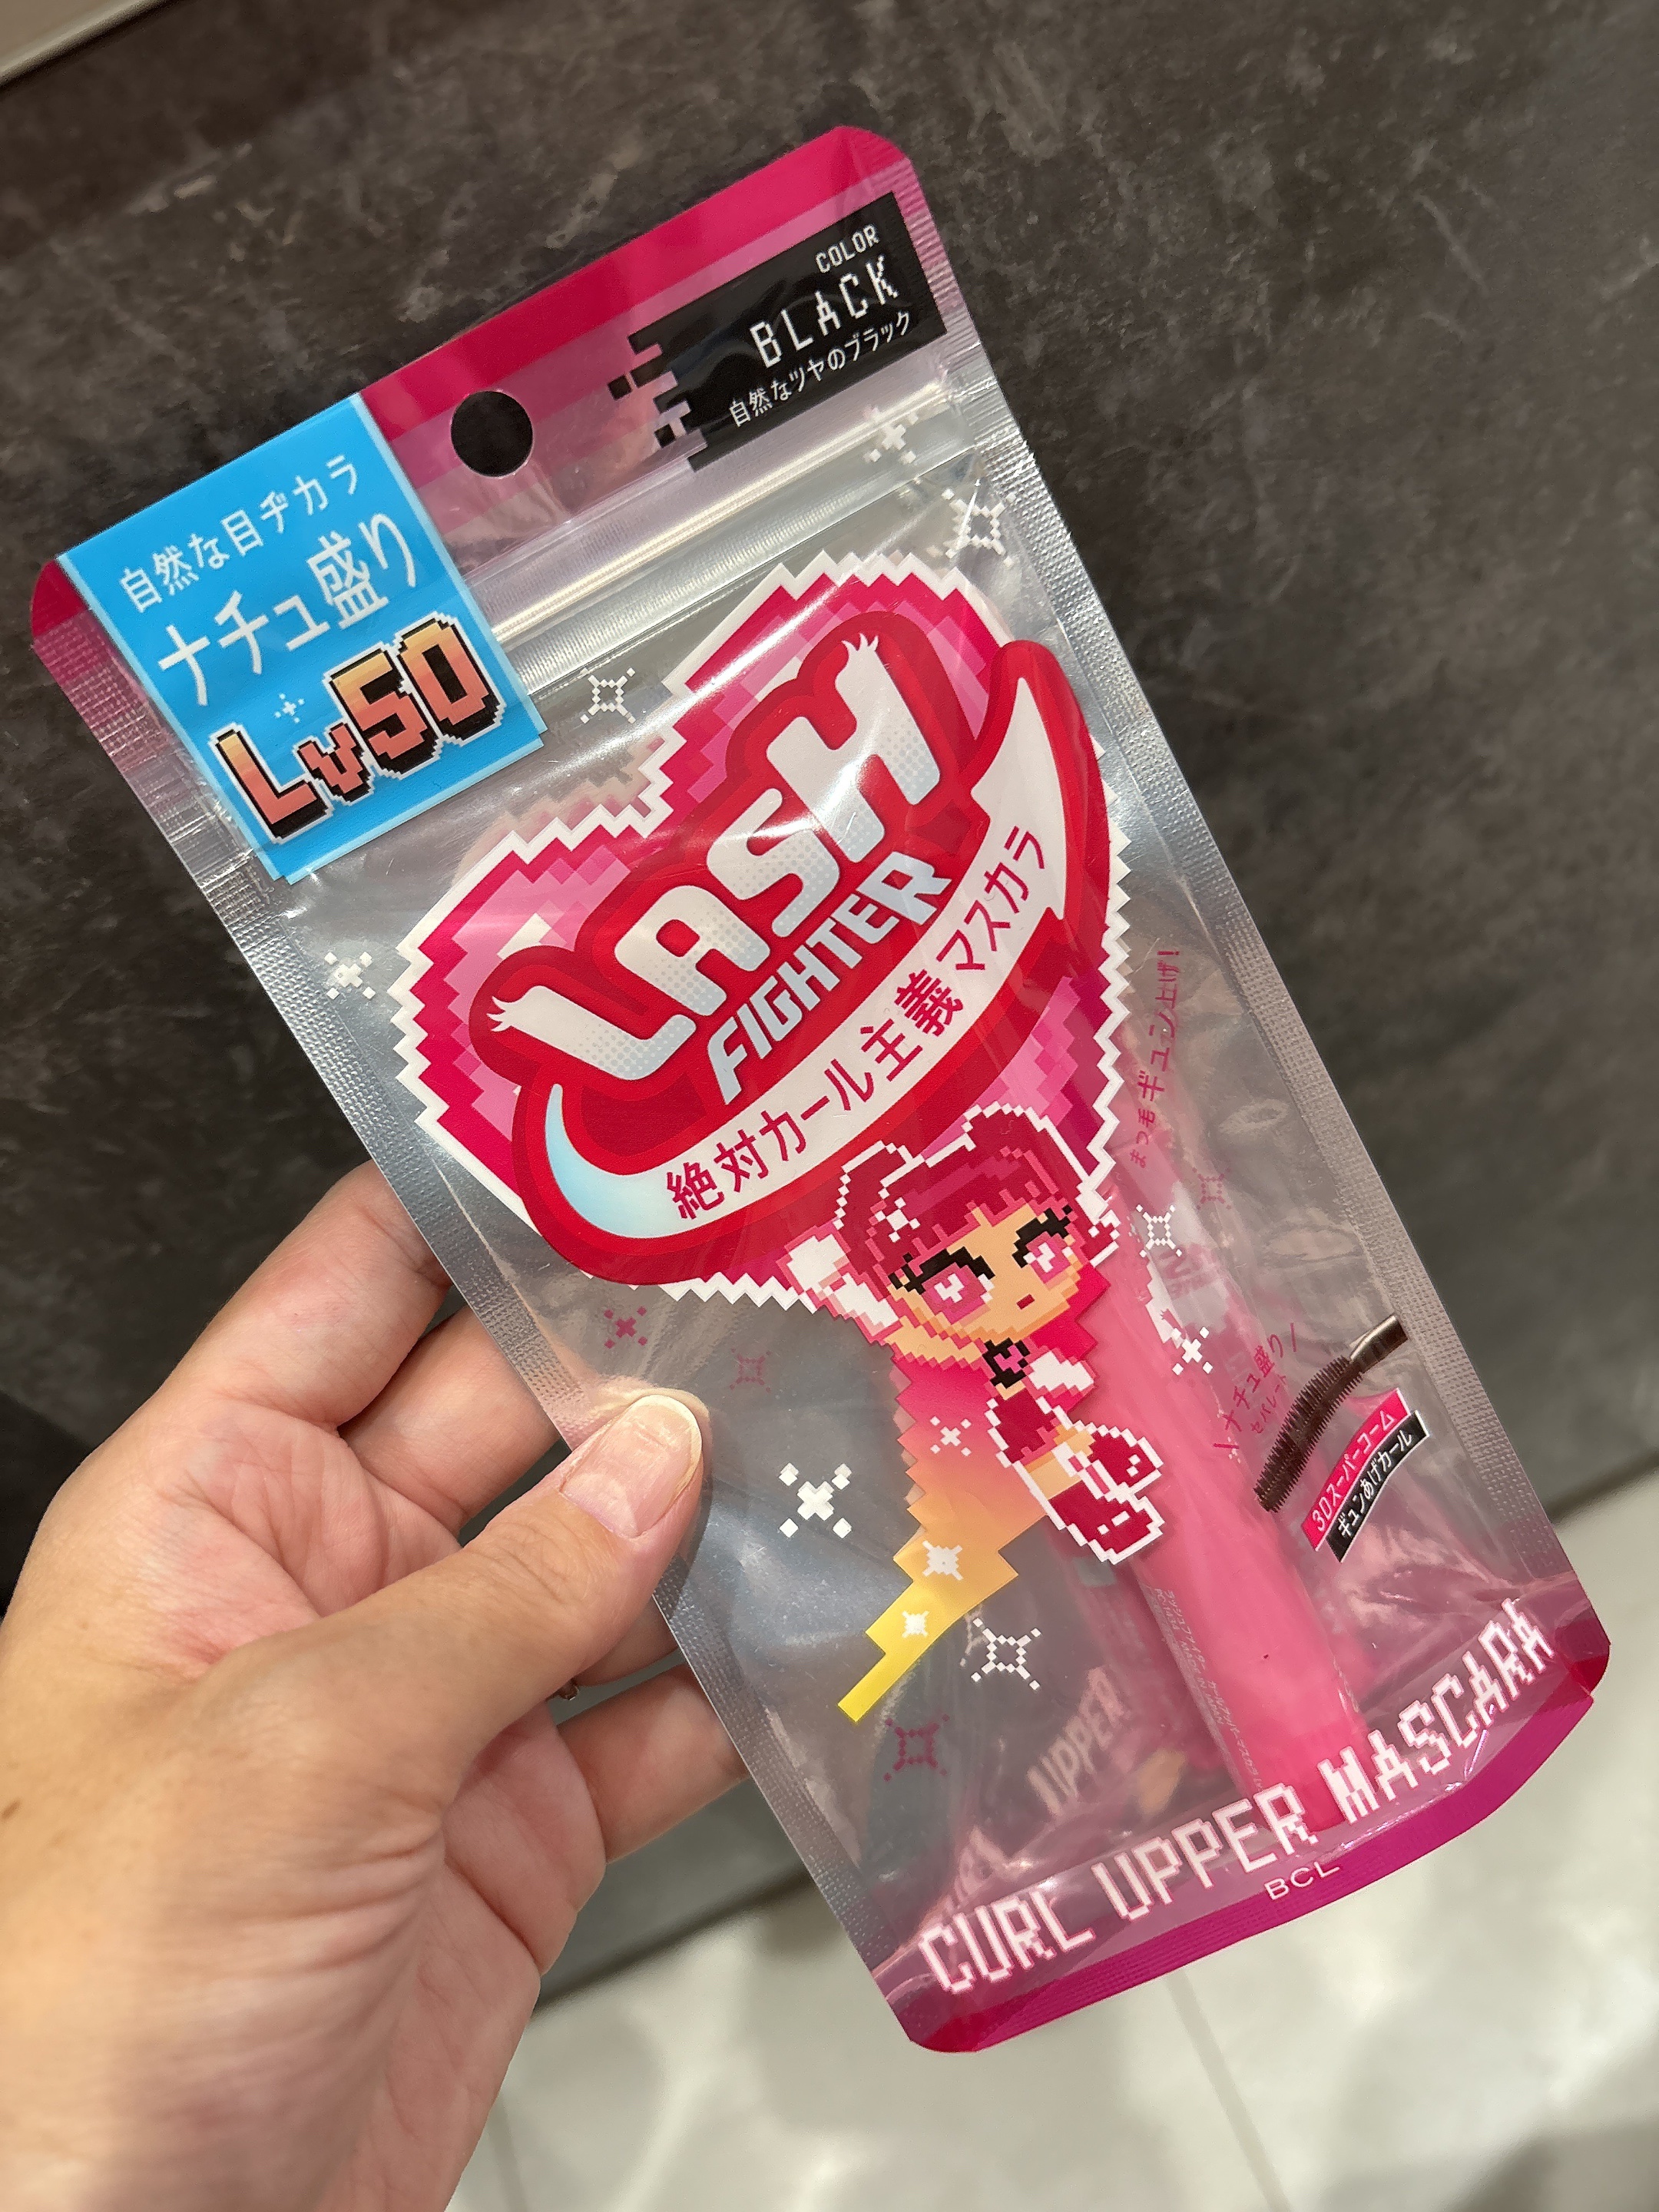 COLOR
BLACK
自然なツヤのブラック
自然な目ヂカラ
ナチュ盛り
Lv50
LASH
FIGHTER
絶対カール主義マスカラ
まつ毛ギュン上げ!
ナチュ盛り
セパレート
3Dスーパーコーム
ギュンあげカール
UPPER
CURL UPPER MASCARA
BCL